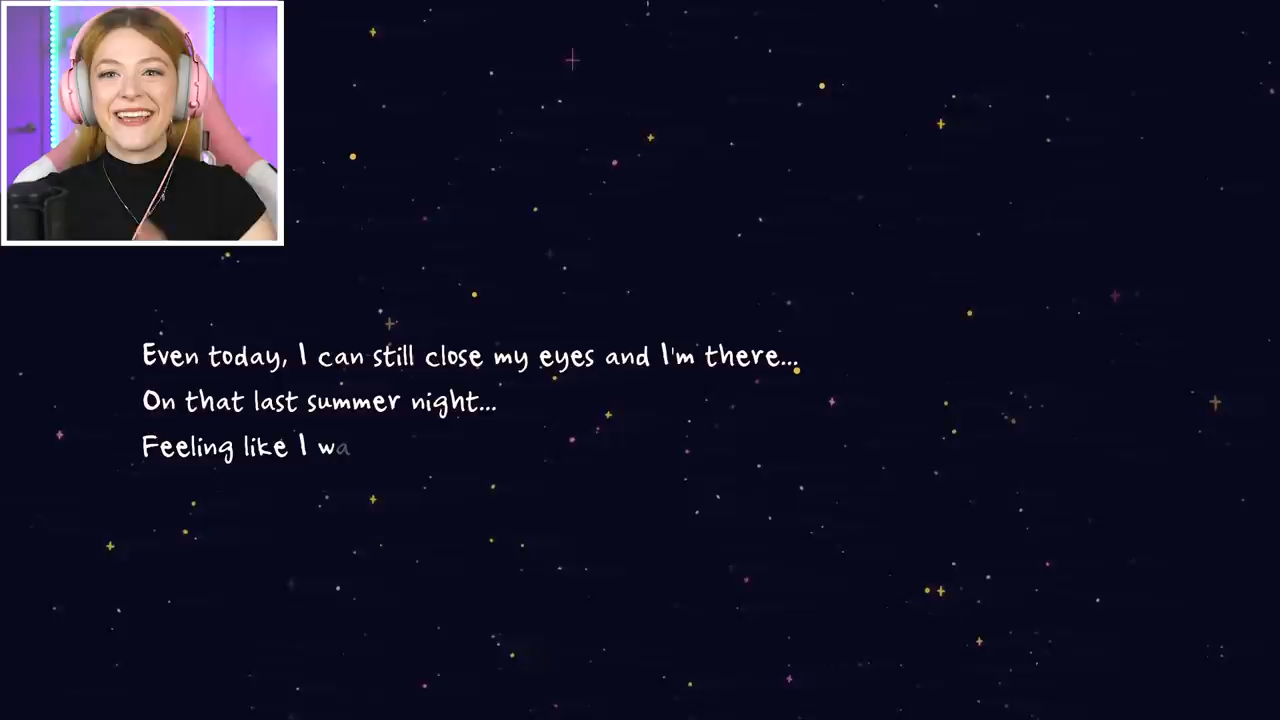 Even today, I can still close my eyes and I'm there...
On that last summer night...
Feeling like I wa